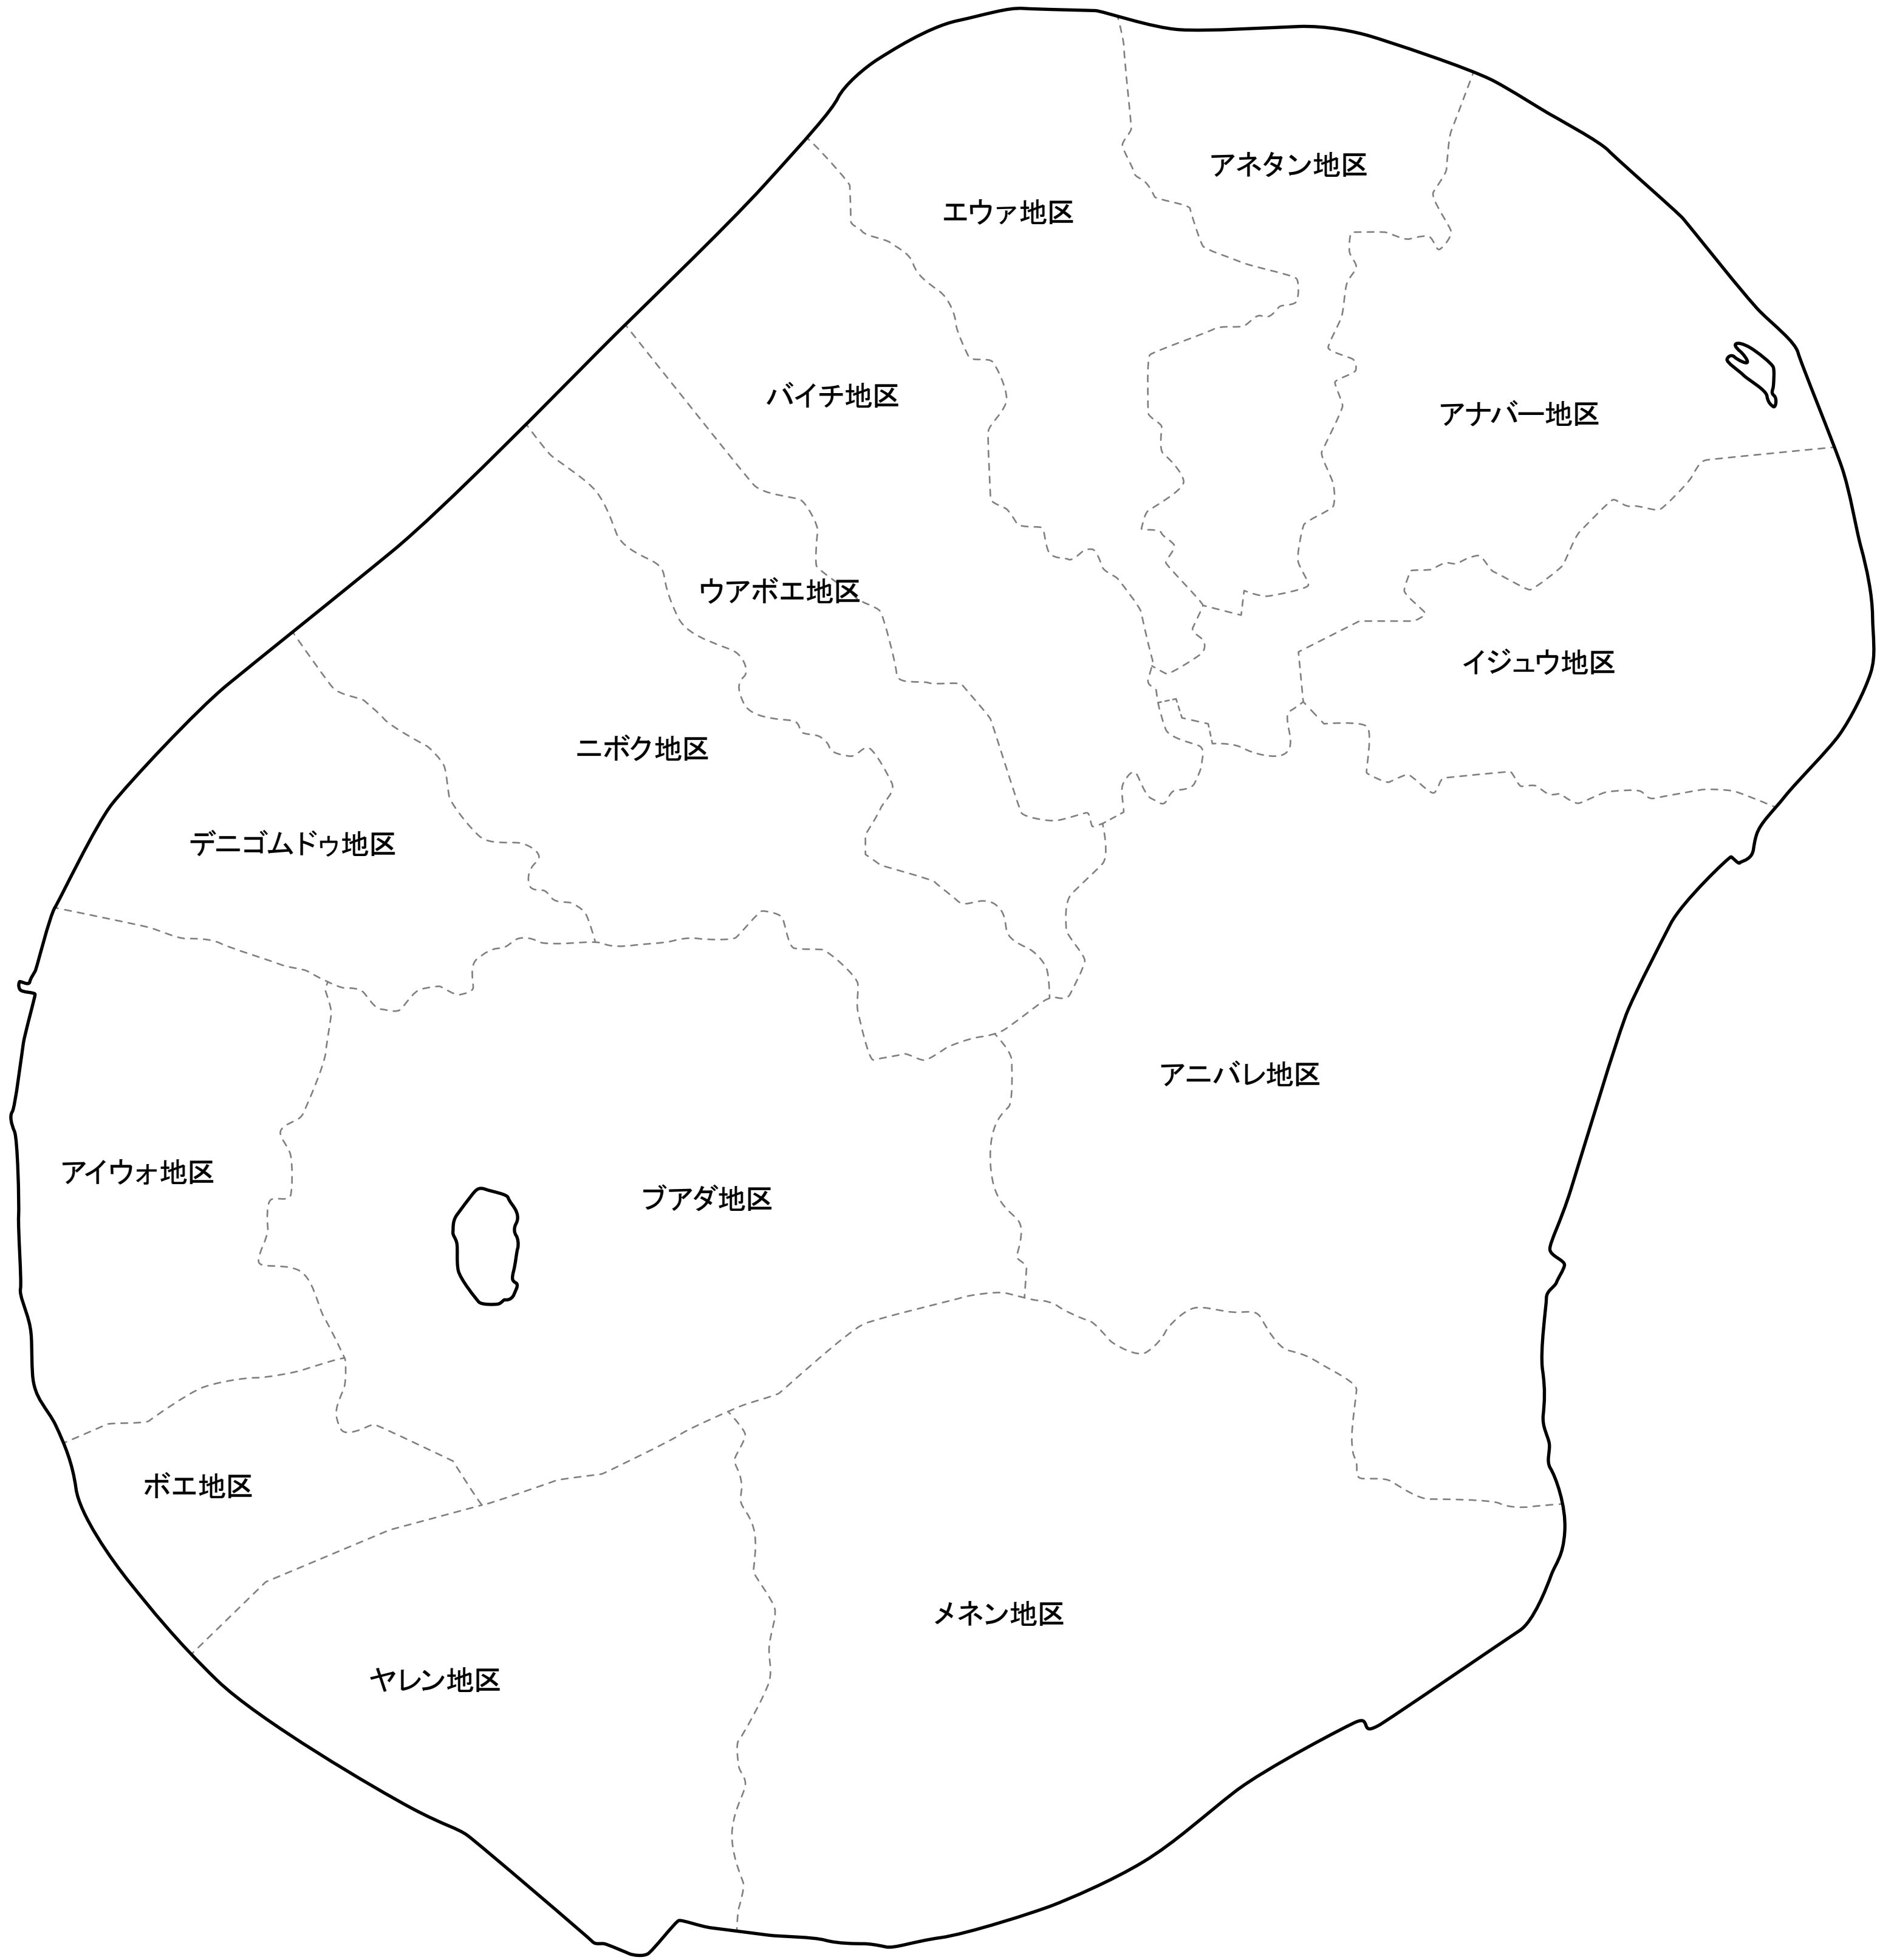 アネタン地区
エウァ地区
バイチ地区
アナバー地区
ウアボエ地区
イジュウ地区
ニボク地区
デニゴムドゥ地区
アニバレ地区
アイウォ地区
ブアダ地区
ボエ地区
メネン地区
ヤレン地区